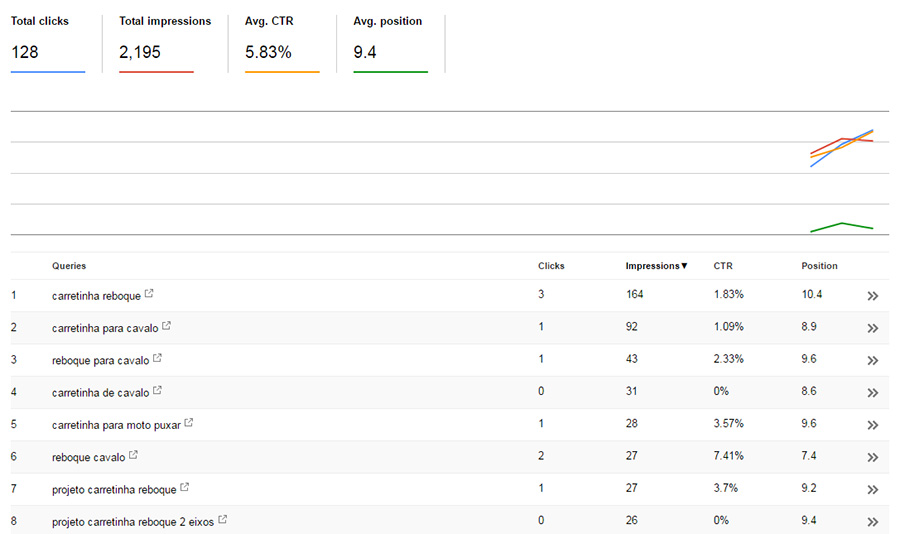 Total clicks Total impressions Avg. CTR Avg. position
128 2,195 5.83% 9.4
Queries Clicks Impressions▼ CTR Position
1 carretinha reboque 3 164 1.83% 10.4
2 carretinha para cavalo 1 92 1.09% 8.9
3 reboque para cavalo 1 43 2.33% 9.6
4 carretinha de cavalo 0 31 0% 8.6
5 carretinha para moto puxar 1 28 3.57% 9.6
6 reboque cavalo 2 27 7.41% 7.4
7 projeto carretinha reboque 1 27 3.7% 9.2
8 projeto carretinha reboque 2 eixos 0 26 0% 9.4